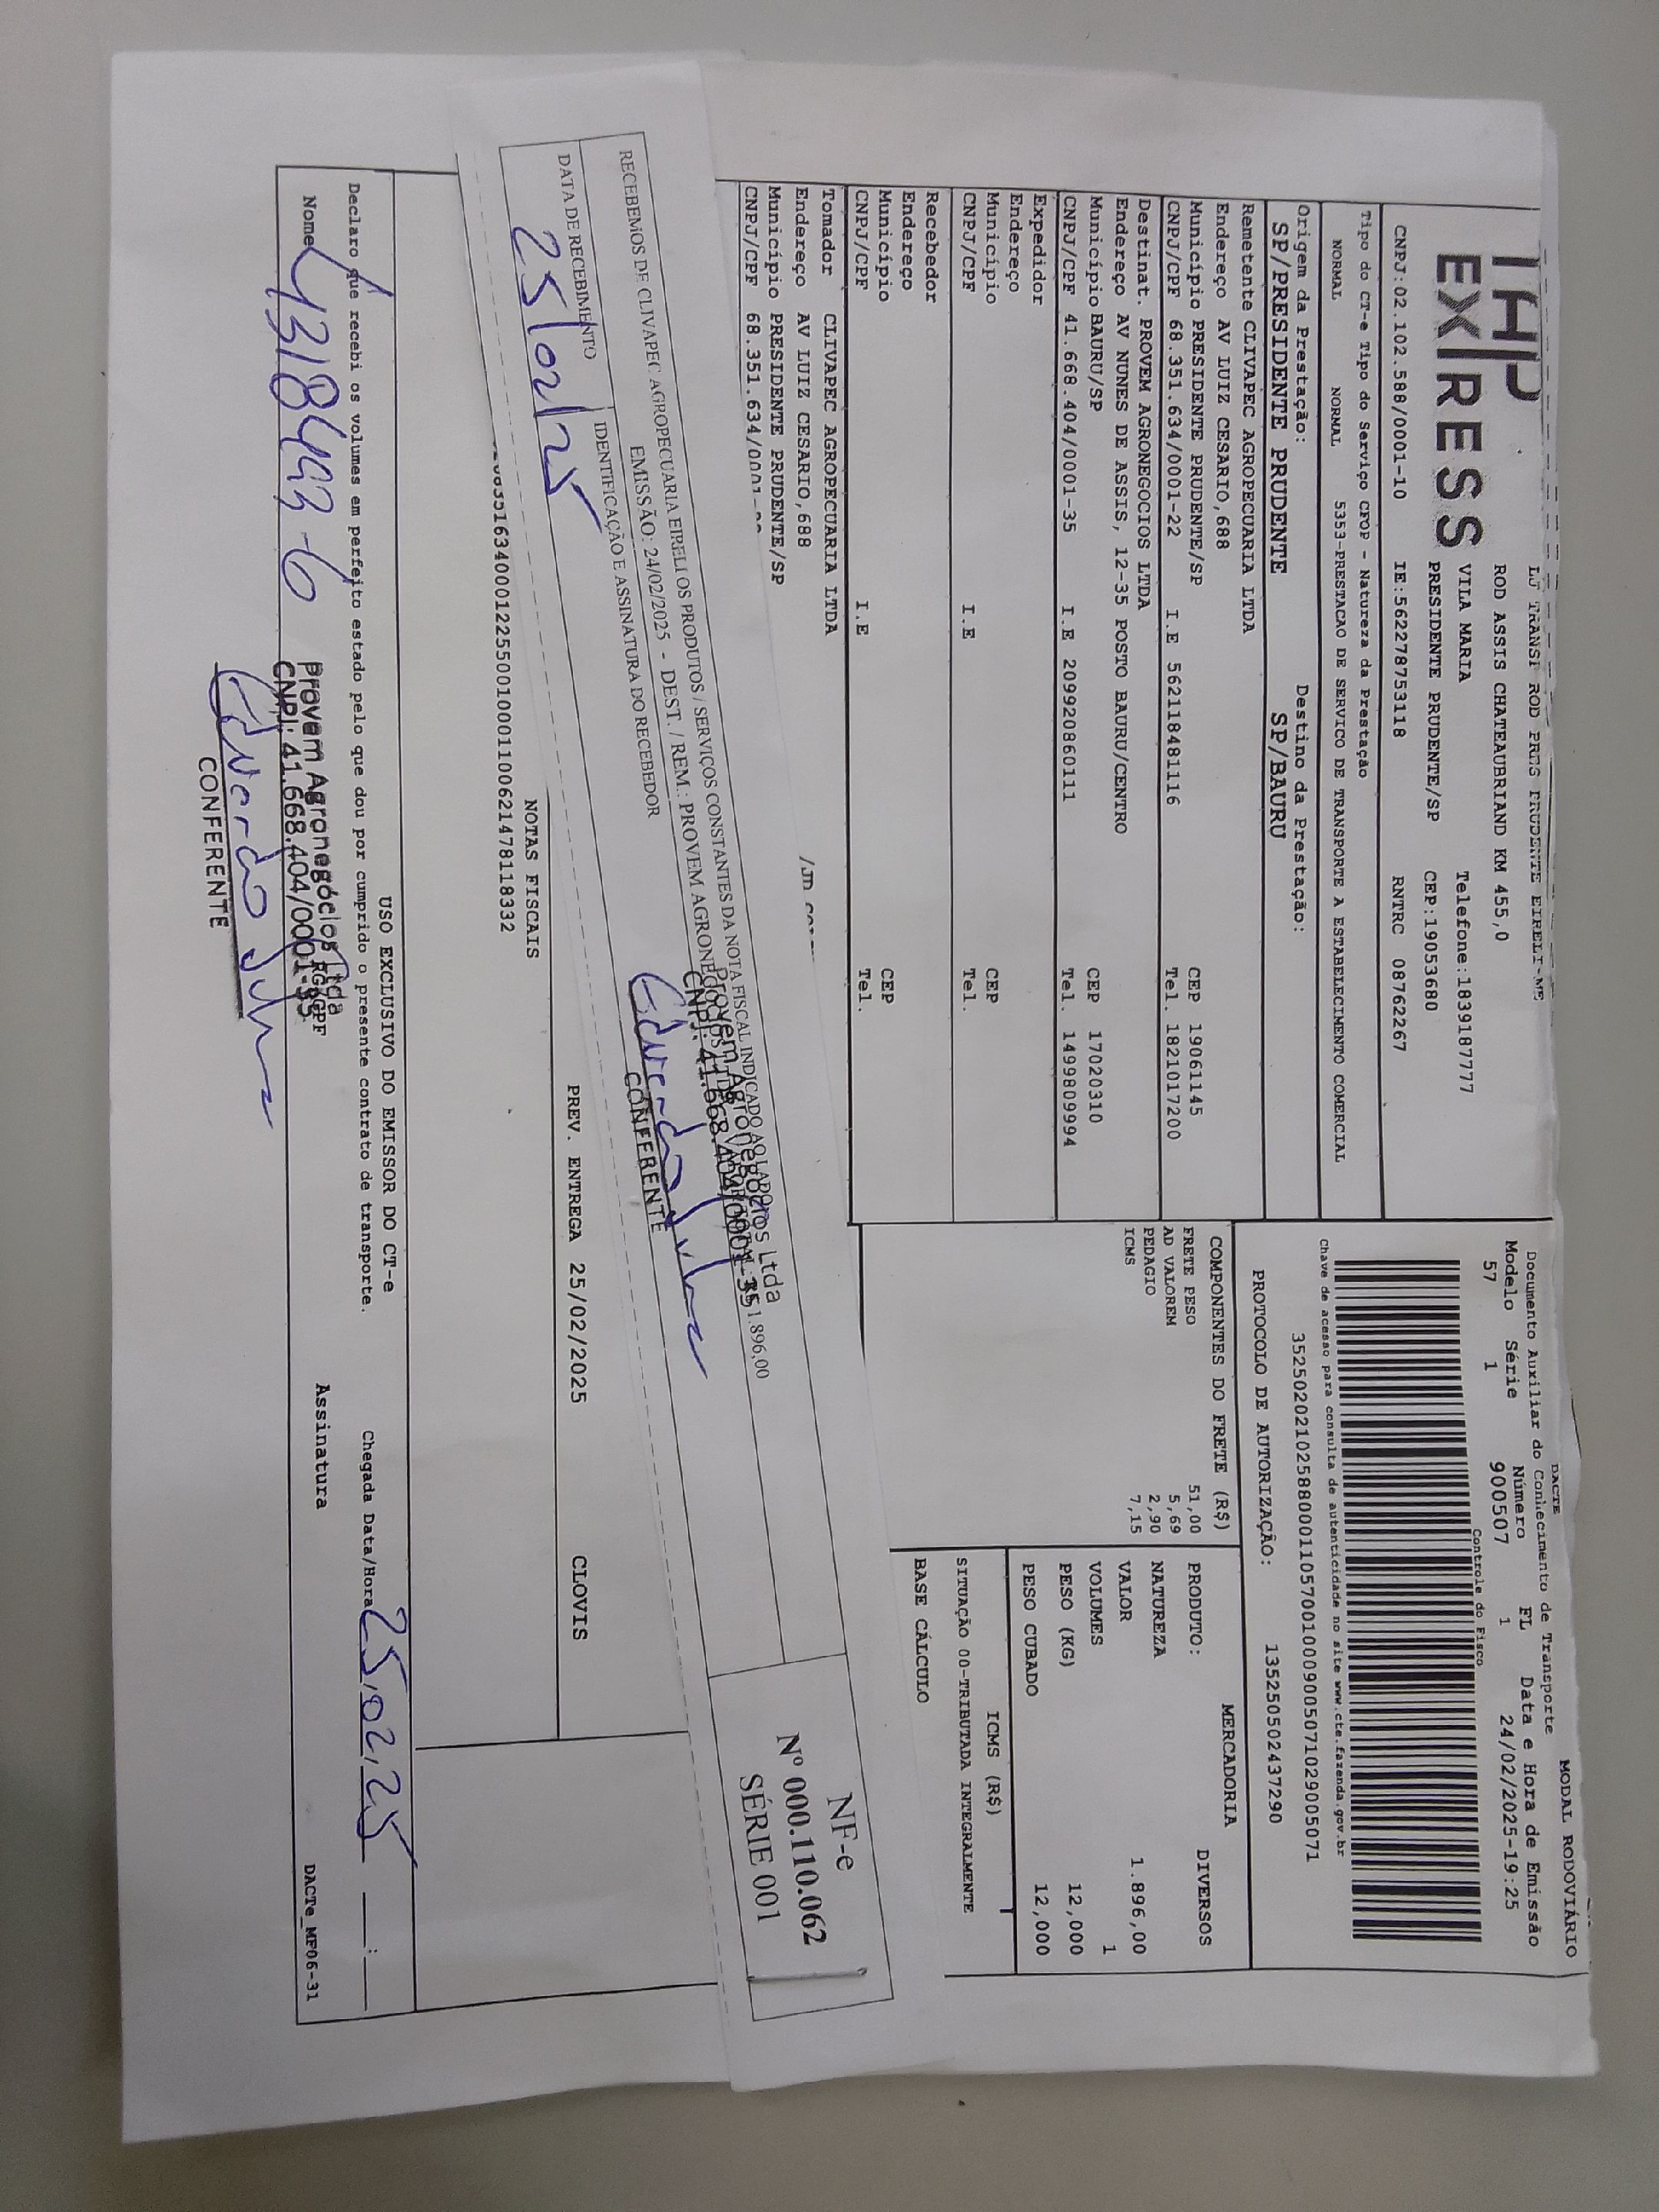 EXPRESS
LJ TRANSP ROD PRES PRUDENTE EIRELI-ME
ROD ASSIS CHATEAUBRIAND KM 455,0
VILA MARIA Telefone:1839187777
PRESIDENTE PRUDENTE/SP CEP:19053680
CNPJ:02.102.588/0001-10 IE:562278753118 RNTRC 08762267
DACTE MODAL RODOVIÁRIO
Documento Auxiliar do Conhecimento de Transporte
Modelo Série Número FL Data e Hora de Emissão
57 1 900507 1 24/02/2025-19:25
Controle do Fisco
Chave de acesso para consulta de autenticidade no site www.cte.fazenda.gov.br
35250202102588000110570010009005071029005071
PROTOCOLO DE AUTORIZAÇÃO: 135250502437290
Tipo do CT-e Tipo do Serviço CFOP - Natureza da Prestação
NORMAL NORMAL 5353-PRESTACAO DE SERVICO DE TRANSPORTE A ESTABELECIMENTO COMERCIAL
Origem da Prestação: Destino da Prestação:
SP/PRESIDENTE PRUDENTE SP/BAURU
Remetente CLIVAPEC AGROPECUARIA LTDA
Endereço AV LUIZ CESARIO,688
Município PRESIDENTE PRUDENTE/SP CEP 19061145
CNPJ/CPF 68.351.634/0001-22 I.E 562118481116 Tel. 1821017200
Destinat. PROVEM AGRONEGOCIOS LTDA
Endereço AV NUNES DE ASSIS, 12-35 POSTO BAURU/CENTRO
Município BAURU/SP CEP 17020310
CNPJ/CPF 41.668.404/0001-35 I.E 209920860111 Tel. 1499809994
Expedidor
Endereço
Município CEP
CNPJ/CPF I.E Tel.
Recebedor
Endereço
Município CEP
CNPJ/CPF I.E Tel.
Tomador CLIVAPEC AGROPECUARIA LTDA
Endereço AV LUIZ CESARIO,688
Município PRESIDENTE PRUDENTE/SP
CNPJ/CPF 68.351.634/0001-
COMPONENTES DO FRETE (R$)
FRETE PESO 51,00
AD VALOREM 5,69
PEDAGIO 2,90
ICMS 7,15
MERCADORIA
PRODUTO: DIVERSOS
NATUREZA
VALOR 1.896,00
VOLUMES 1
PESO (KG) 12,000
PESO CUBADO 12,000
ICMS (R$)
SITUAÇÃO 00-TRIBUTADA INTEGRALMENTE
BASE CÁLCULO
RECEBEMOS DE CLIVAPEC AGROPECUARIA EIRELI OS PRODUTOS / SERVIÇOS CONSTANTES DA NOTA FISCAL INDICADO AO LADO
EMISSÃO: 24/02/2025 - DEST. / REM.: PROVEM AGRONEGOCIOS 1.896,00
DATA DE RECEBIMENTO IDENTIFICAÇÃO E ASSINATURA DO RECEBEDOR
25/02/25
Provem Agronegócios Ltda
CNPJ: 41.668.404/0001-35
CONFERENTE
NF-e
Nº 000.110.062
SÉRIE 001
PREV. ENTREGA 25/02/2025 CLOVIS
NOTAS FISCAIS
51634000122550010001100621478118332
USO EXCLUSIVO DO EMISSOR DO CT-e
Declaro que recebi os volumes em perfeito estado pelo que dou por cumprido o presente contrato de transporte. Chegada Data/Hora 25,02,25 __:__
Nome RG/CPF Assinatura
Provem Agronegócios Ltda
CNPJ: 41.668.404/0001-35
CONFERENTE
DACTe_MF06-31